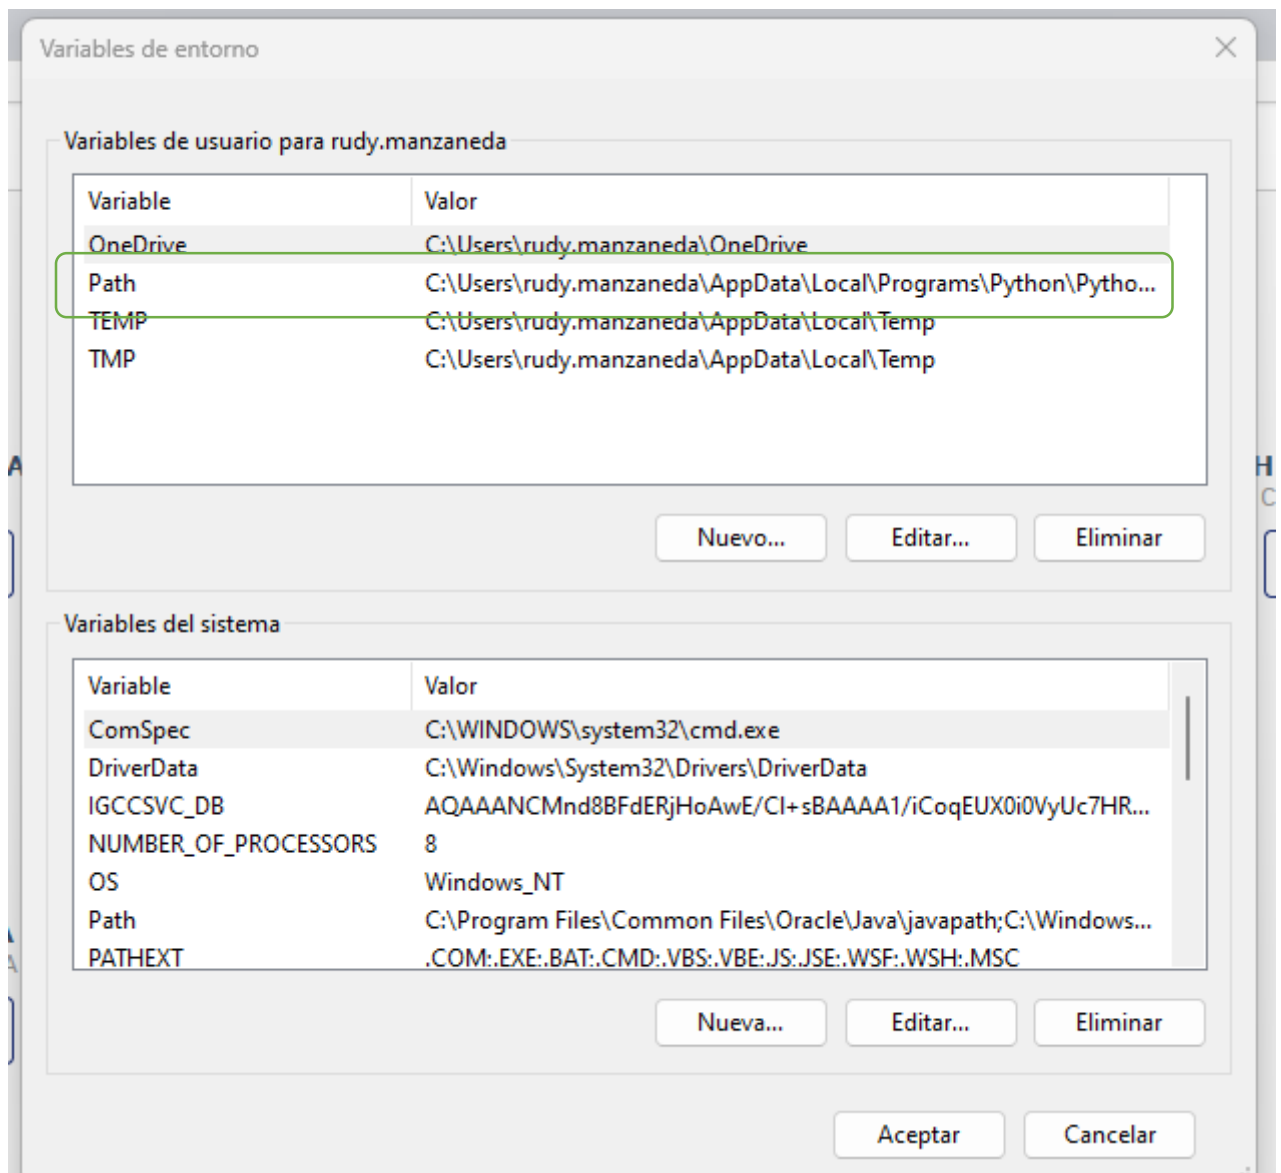 Variables de entorno
Variables de usuario para rudy.manzaneda
Variable Valor
OneDrive C:\Users\rudy.manzaneda\OneDrive
Path C:\Users\rudy.manzaneda\AppData\Local\Programs\Python\Pytho...
TEMP C:\Users\rudy.manzaneda\AppData\Local\Temp
TMP C:\Users\rudy.manzaneda\AppData\Local\Temp
A
H
C
Nuevo... Editar... Eliminar
Variables del sistema
Variable Valor
ComSpec C:\WINDOWS\system32\cmd.exe
DriverData C:\Windows\System32\Drivers\DriverData
IGCCSVC_DB
NUMBER_OF_PROCESSORS 8
OS Windows_NT
Path C:\Program Files\Common Files\Oracle\Java\javapath;C:\Windows...
PATHEXT .COM;.EXE;.BAT;.CMD;.VBS;.VBE;.JS;.JSE;.WSF;.WSH;.MSC
A
Nueva... Editar... Eliminar
Aceptar Cancelar